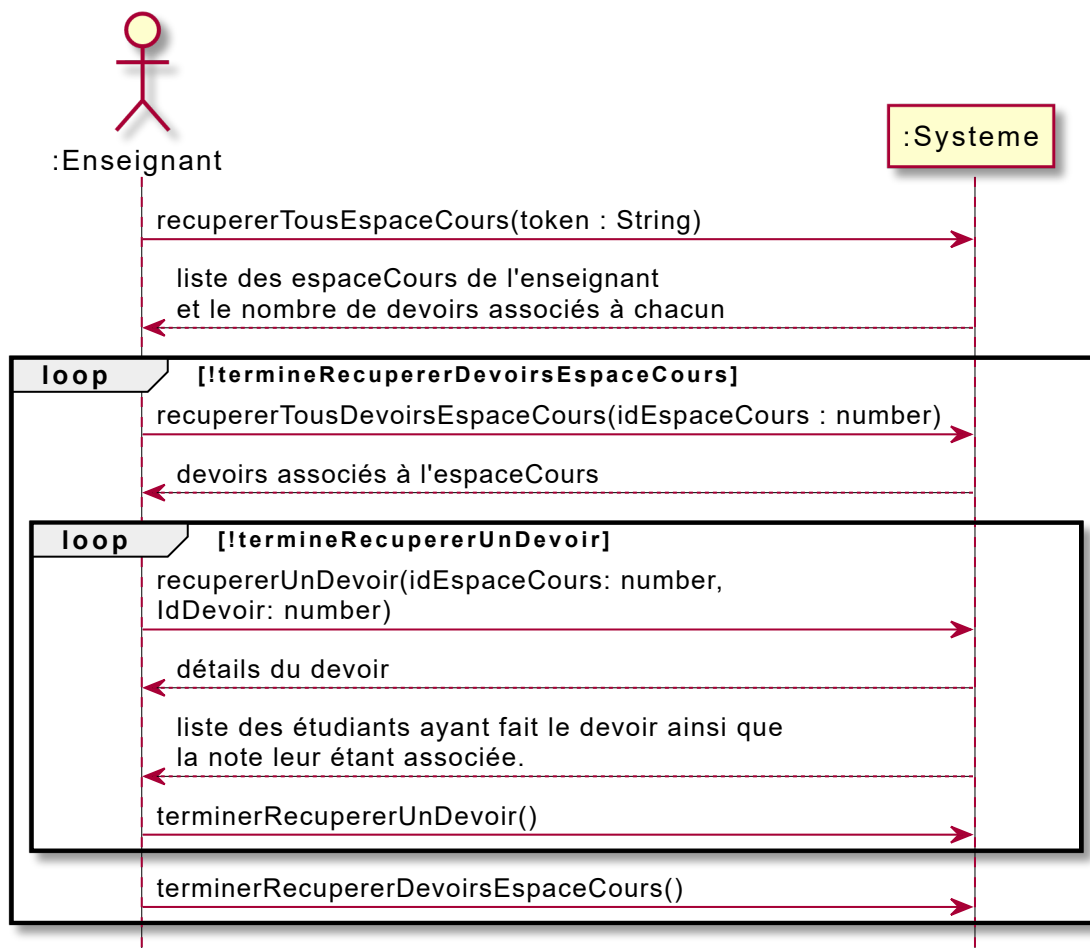 :Enseignant
:Systeme
recupererTousEspaceCours(token : String)
liste des espaceCours de l'enseignant
et le nombre de devoirs associés à chacun
loop [!termineRecupererDevoirsEspaceCours]
recupererTousDevoirsEspaceCours(idEspaceCours : number)
devoirs associés à l'espaceCours
loop [!termineRecupererUnDevoir]
recupererUnDevoir(idEspaceCours: number,
IdDevoir: number)
détails du devoir
liste des étudiants ayant fait le devoir ainsi que
la note leur étant associée.
terminerRecupererUnDevoir()
terminerRecupererDevoirsEspaceCours()